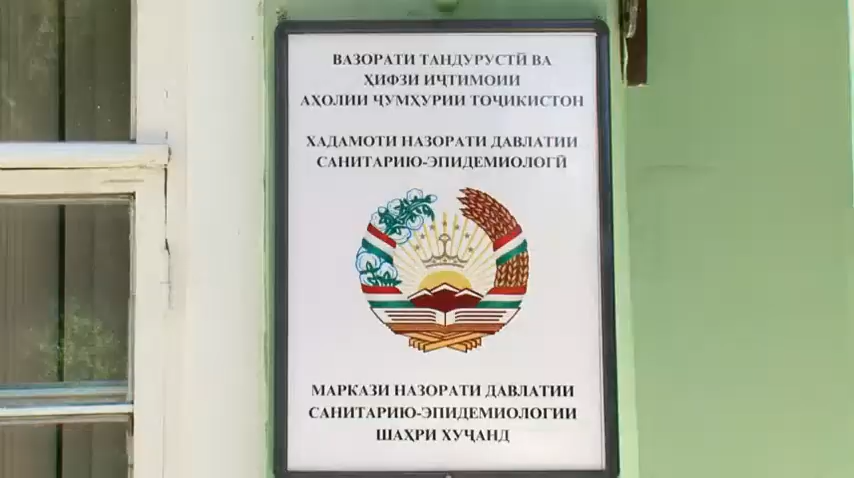 ВАЗОРАТИ ТАНДУРУСТӢ ВА
ҲИФЗИ ИҶТИМОИИ
АҲОЛИИ ҶУМҲУРИИ ТОҶИКИСТОН
ХАДАМОТИ НАЗОРАТИ ДАВЛАТИИ
САНИТАРИЮ-ЭПИДЕМИОЛОГӢ
МАРКАЗИ НАЗОРАТИ ДАВЛАТИИ
САНИТАРИЮ-ЭПИДЕМИОЛОГИИ
ШАҲРИ ХУҶАНД